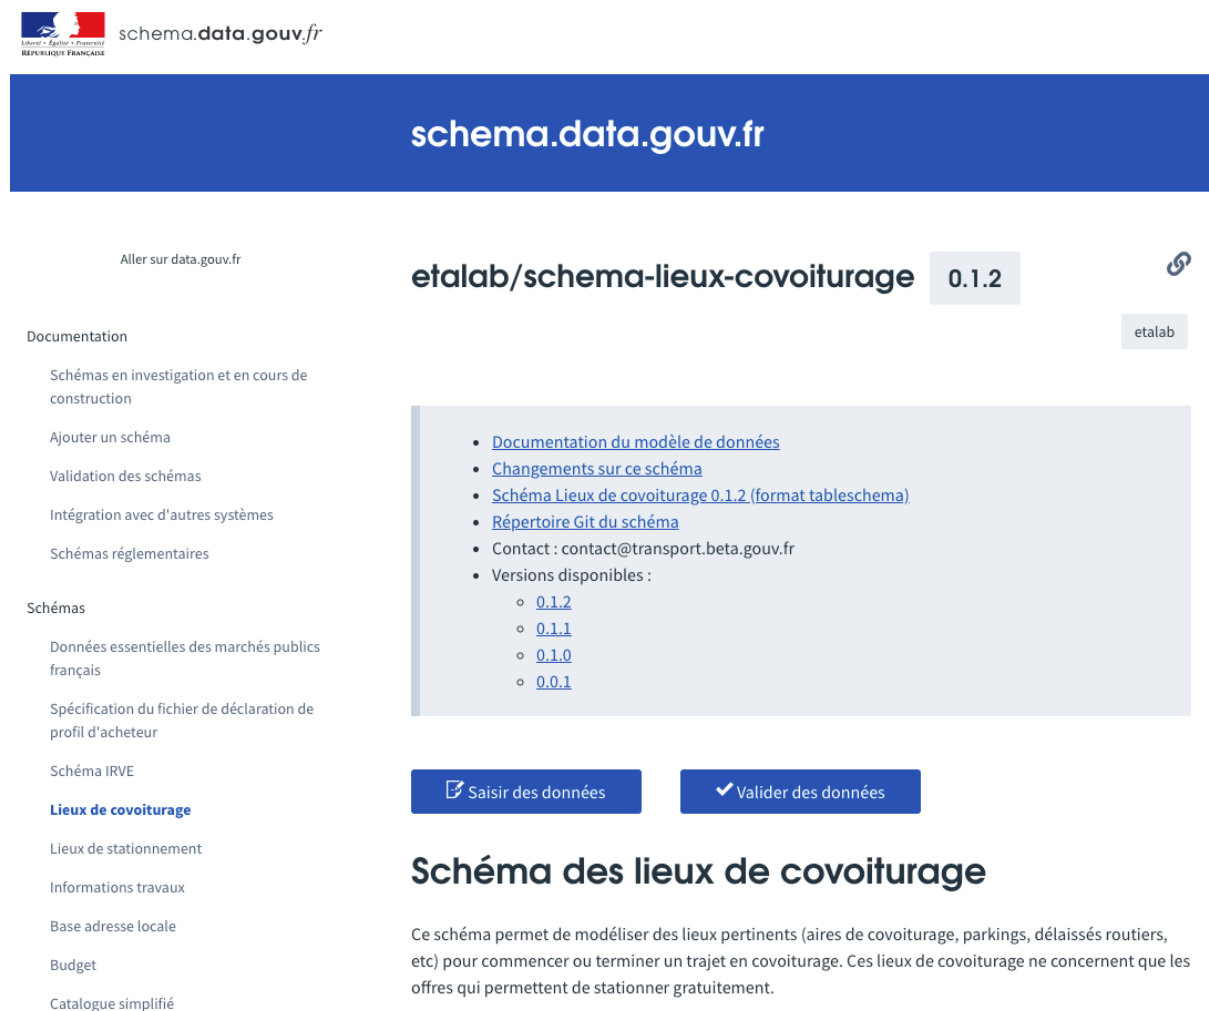 Liberté • Égalité • Fraternité
RÉPUBLIQUE FRANÇAISE
schema.data.gouv.fr
schema.data.gouv.fr
Aller sur data.gouv.fr
Documentation
Schémas en investigation et en cours de
construction
Ajouter un schéma
Validation des schémas
Intégration avec d'autres systèmes
Schémas réglementaires
Schémas
Données essentielles des marchés publics
français
Spécification du fichier de déclaration de
profil d'acheteur
Schéma IRVE
Lieux de covoiturage
Lieux de stationnement
Informations travaux
Base adresse locale
Budget
Catalogue simplifié
etalab/schema-lieux-covoiturage 0.1.2
etalab
Documentation du modèle de données
Changements sur ce schéma
Schéma Lieux de covoiturage 0.1.2 (format tableschema)
Répertoire Git du schéma
Contact : contact@transport.beta.gouv.fr
Versions disponibles :
0.1.2
0.1.1
0.1.0
0.0.1
Saisir des données
Valider des données
Schéma des lieux de covoiturage
Ce schéma permet de modéliser des lieux pertinents (aires de covoiturage, parkings, délaissés routiers,
etc) pour commencer ou terminer un trajet en covoiturage. Ces lieux de covoiturage ne concernent que les
offres qui permettent de stationner gratuitement.